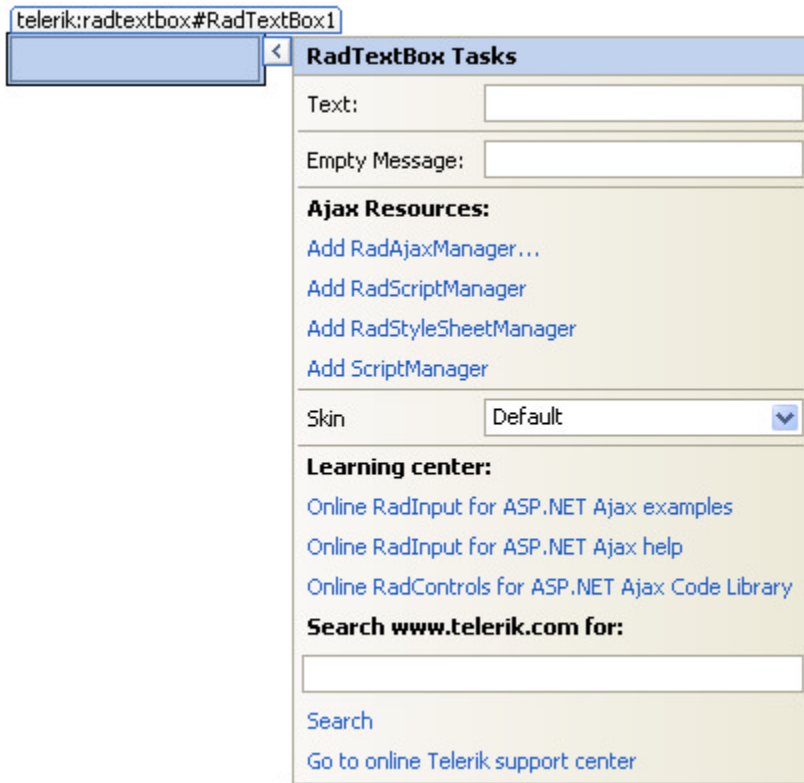 telerik:radtextbox#RadTextBox1
RadTextBox Tasks
Text:
Empty Message:
Ajax Resources:
Add RadAjaxManager...
Add RadScriptManager
Add RadStyleSheetManager
Add ScriptManager
Skin Default
Learning center:
Online RadInput for ASP.NET Ajax examples
Online RadInput for ASP.NET Ajax help
Online RadControls for ASP.NET Ajax Code Library
Search www.telerik.com for:
Search
Go to online Telerik support center